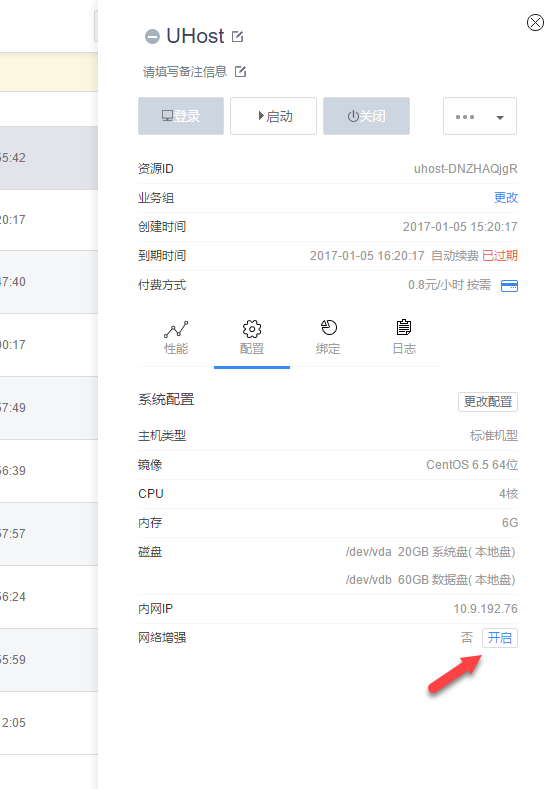 UHost
请填写备注信息
登录 启动 关闭
55:42
资源ID uhost-DNZHAQjgR
业务组 更改
20:17
创建时间 2017-01-05 15:20:17
到期时间 2017-01-05 16:20:17 自动续费 已过期
47:40
付费方式 0.8元/小时 按需
00:17
性能 配置 绑定 日志
57:49
系统配置 更改配置
主机类型 标准机型
56:39
镜像 CentOS 6.5 64位
CPU 4核
内存 6G
57:57
磁盘 /dev/vda 20GB 系统盘( 本地盘)
/dev/vdb 60GB 数据盘( 本地盘)
56:24
内网IP 10.9.192.76
网络增强 否 开启
55:59
2:05